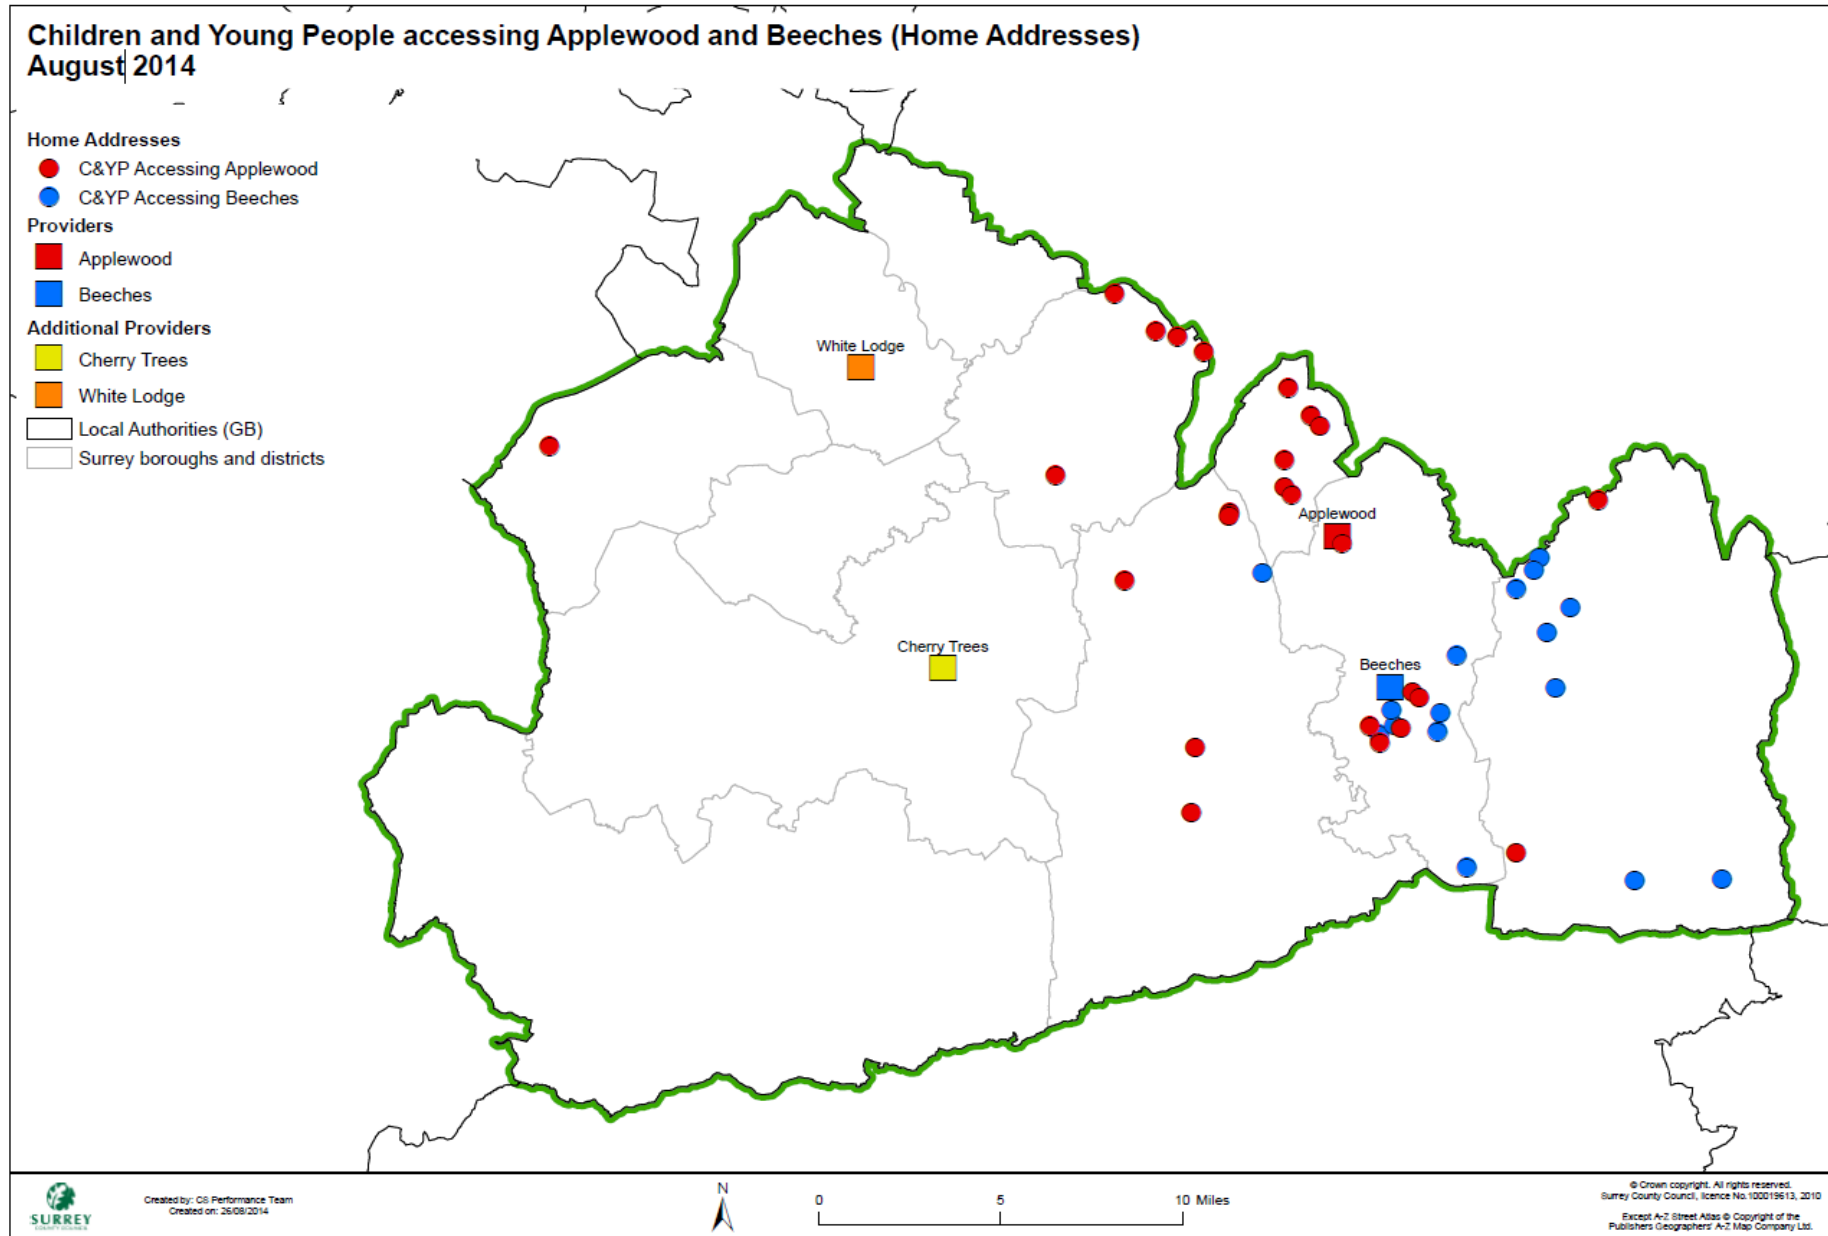 Children and Young People accessing Applewood and Beeches (Home Addresses)
August 2014
Home Addresses
C&YP Accessing Applewood
C&YP Accessing Beeches
Providers
Applewood
Beeches
Additional Providers
Cherry Trees
White Lodge
Local Authorities (GB)
Surrey boroughs and districts
White Lodge
Applewood
Cherry Trees
Beeches
SURREY
COUNTY COUNCIL
Created by: CS Performance Team
Created on: 26/08/2014
N
0 5 10 Miles
© Crown copyright. All rights reserved.
Surrey County Council, licence No.100019613, 2010
Except A-Z Street Atlas © Copyright of the
Publishers Geographers' A-Z Map Company Ltd.